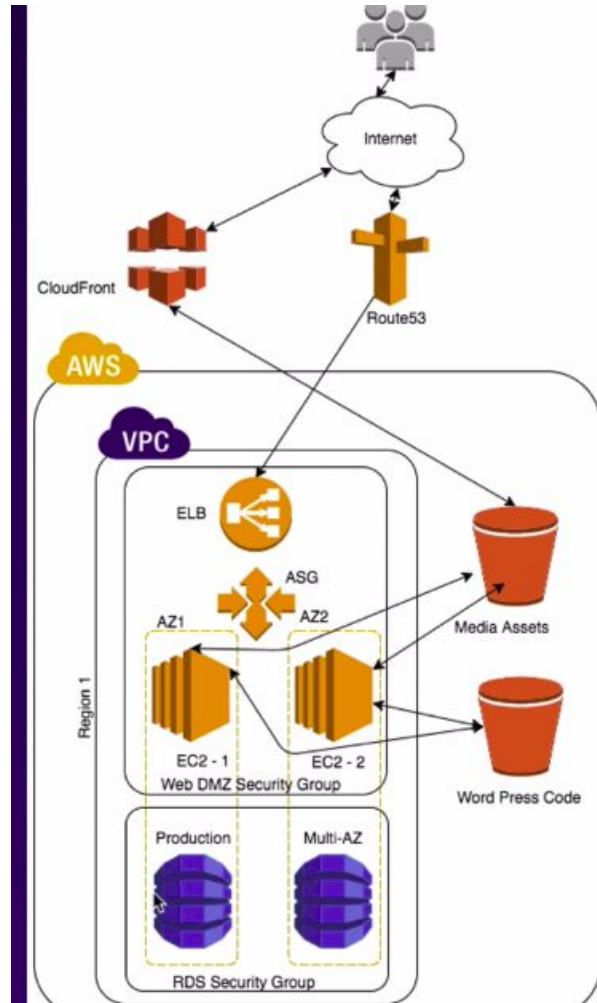 Internet
CloudFront
Route53
AWS
VPC
ELB
ASG
AZ1
AZ2
Media Assets
Region 1
EC2 - 1
EC2 - 2
Web DMZ Security Group
Word Press Code
Production
Multi-AZ
RDS Security Group